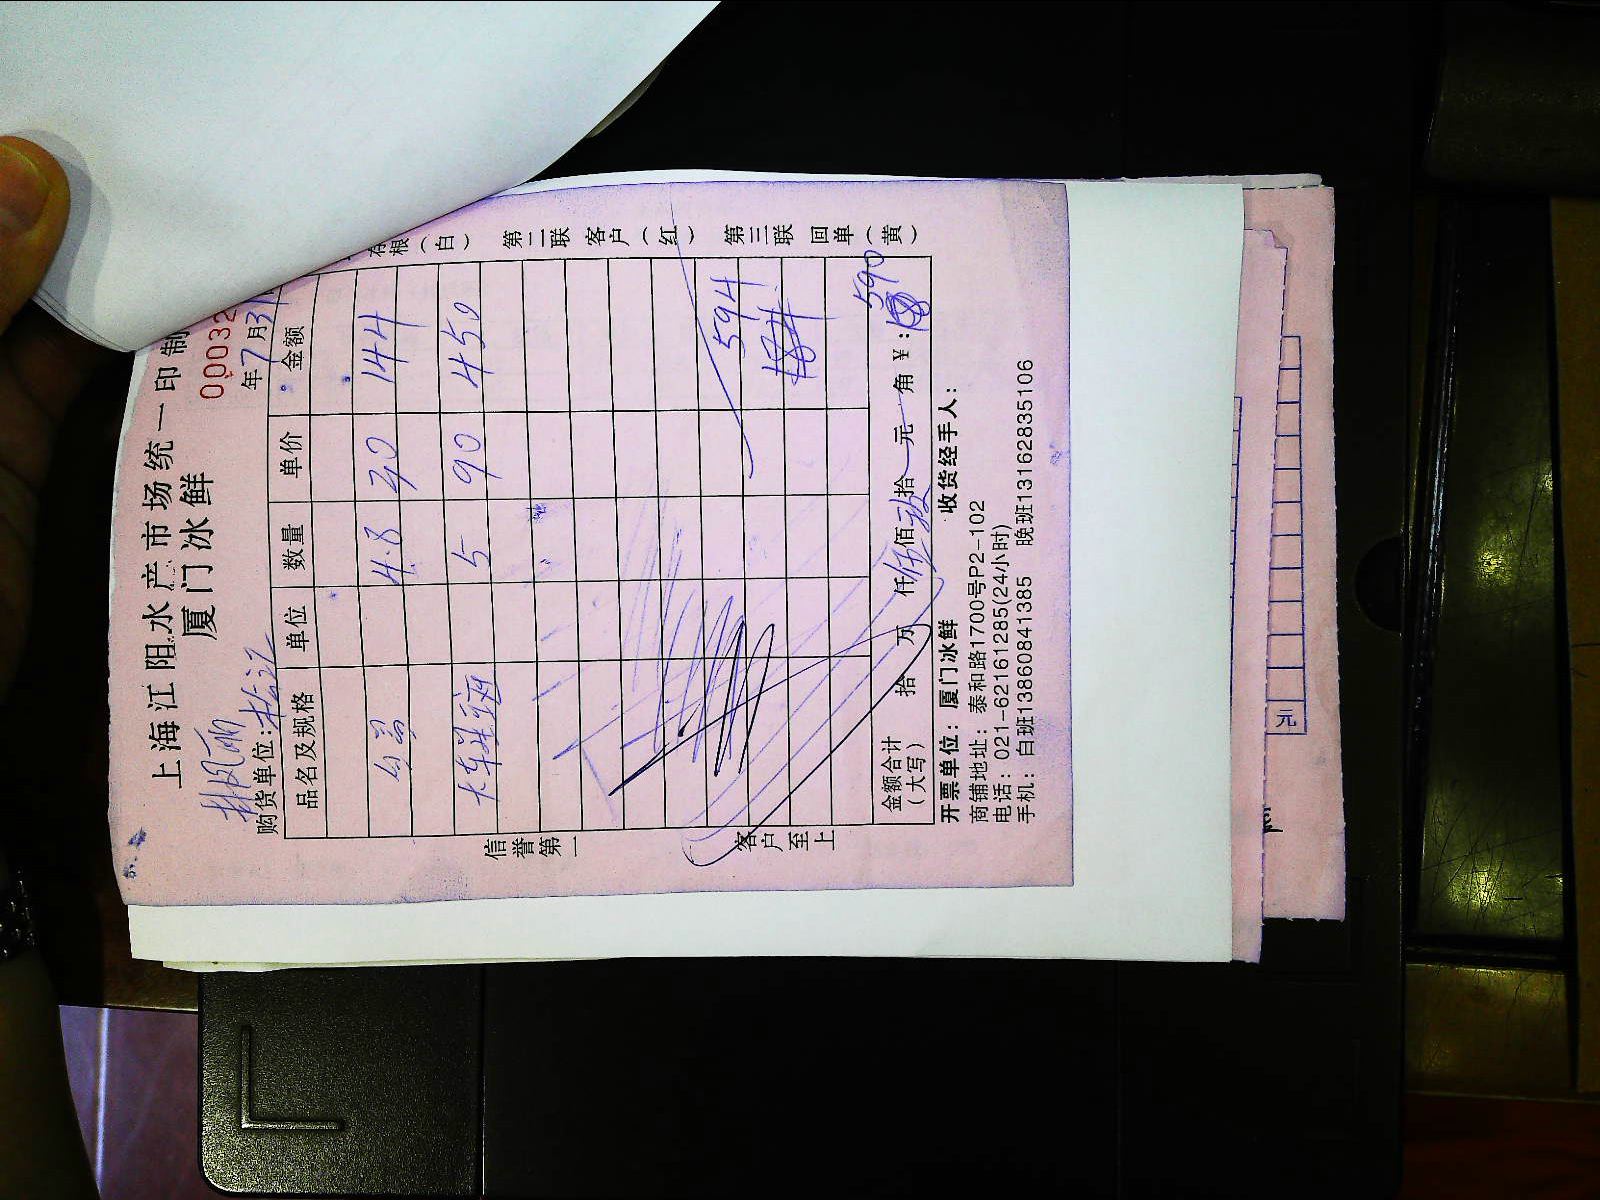 上海江阳水产市场统一印制
厦门冰鲜
00032
购货单位:
年7月31
品名及规格 单位 数量 单价 金额
4.8 30 144
5 90 450
594
金额合计(大写) 拾 万 仟伍佰玖拾 元 角 ¥: 590
开票单位: 厦门冰鲜 收货经手人:
商铺地址: 泰和路1700号P2-102
电话: 021-62161285(24小时)
手机: 白班13860841385 晚班13162835106
信誉第一
客户至上
存根(白) 第二联 客户(红) 第三联 回单(黄)
元